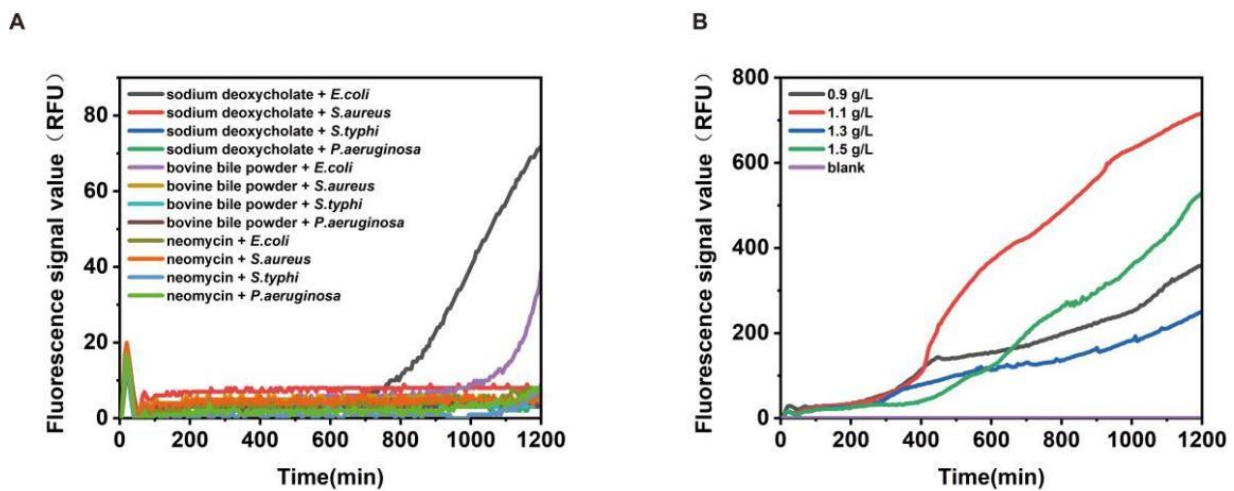 A
Fluorescence signal value（RFU）
80
60
40
20
0
sodium deoxycholate + E.coli
sodium deoxycholate + S.aureus
sodium deoxycholate + S.typhi
sodium deoxycholate + P.aeruginosa
bovine bile powder + E.coli
bovine bile powder + S.aureus
bovine bile powder + S.typhi
bovine bile powder + P.aeruginosa
neomycin + E.coli
neomycin + S.aureus
neomycin + S.typhi
neomycin + P.aeruginosa
0 200 400 600 800 1000 1200
Time(min)
B
Fluorescence signal value（RFU）
800
600
400
200
0
0.9 g/L
1.1 g/L
1.3 g/L
1.5 g/L
blank
0 200 400 600 800 1000 1200
Time(min)